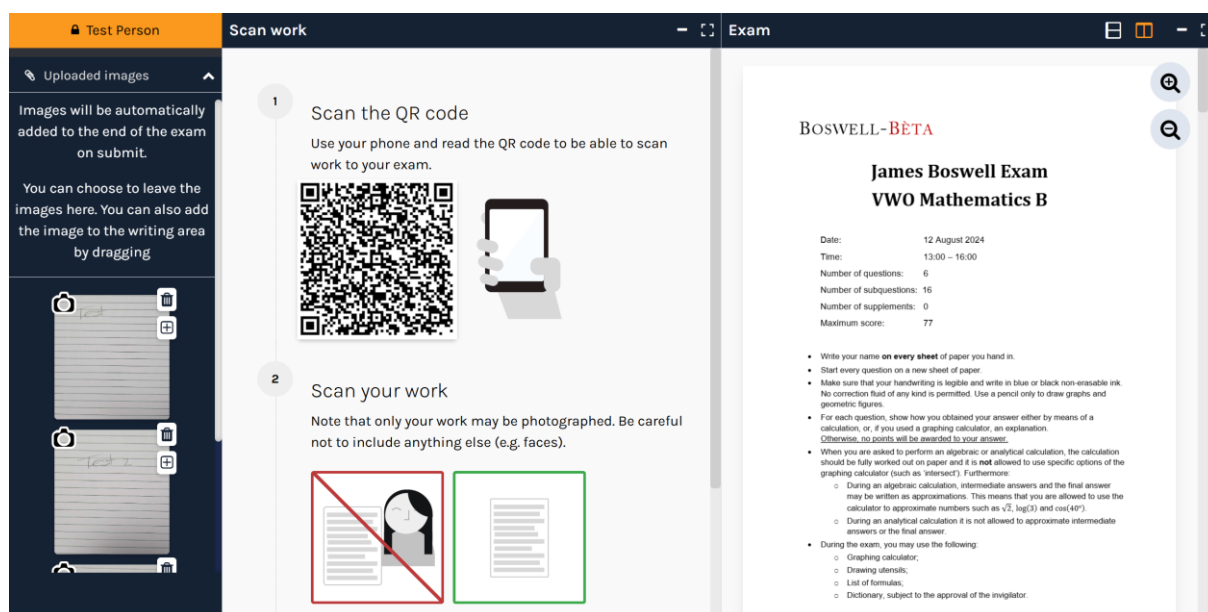 Test Person
Uploaded images
Images will be automatically
added to the end of the exam
on submit.
You can choose to leave the
images here. You can also add
the image to the writing area
by dragging
Test
Test 2
Scan work
1
Scan the QR code
Use your phone and read the QR code to be able to scan
work to your exam.
2
Scan your work
Note that only your work may be photographed. Be careful
not to include anything else (e.g. faces).
Exam
BOSWELL-BÈTA
James Boswell Exam
VWO Mathematics B
Date: 12 August 2024
Time: 13:00 – 16:00
Number of questions: 6
Number of subquestions: 16
Number of supplements: 0
Maximum score: 77
• Write your name on every sheet of paper you hand in.
• Start every question on a new sheet of paper.
• Make sure that your handwriting is legible and write in blue or black non-erasable ink.
No correction fluid of any kind is permitted. Use a pencil only to draw graphs and
geometric figures.
• For each question, show how you obtained your answer either by means of a
calculation, or, if you used a graphing calculator, an explanation.
Otherwise, no points will be awarded to your answer.
• When you are asked to perform an algebraic or analytical calculation, the calculation
should be fully worked out on paper and it is not allowed to use specific options of the
graphing calculator (such as 'intersect'). Furthermore:
o During an algebraic calculation, intermediate answers and the final answer
may be written as approximations. This means that you are allowed to use the
calculator to approximate numbers such as √2, log(3) and cos(40°).
o During an analytical calculation it is not allowed to approximate intermediate
answers or the final answer.
• During the exam, you may use the following:
o Graphing calculator;
o Drawing utensils;
o List of formulas;
o Dictionary, subject to the approval of the invigilator.